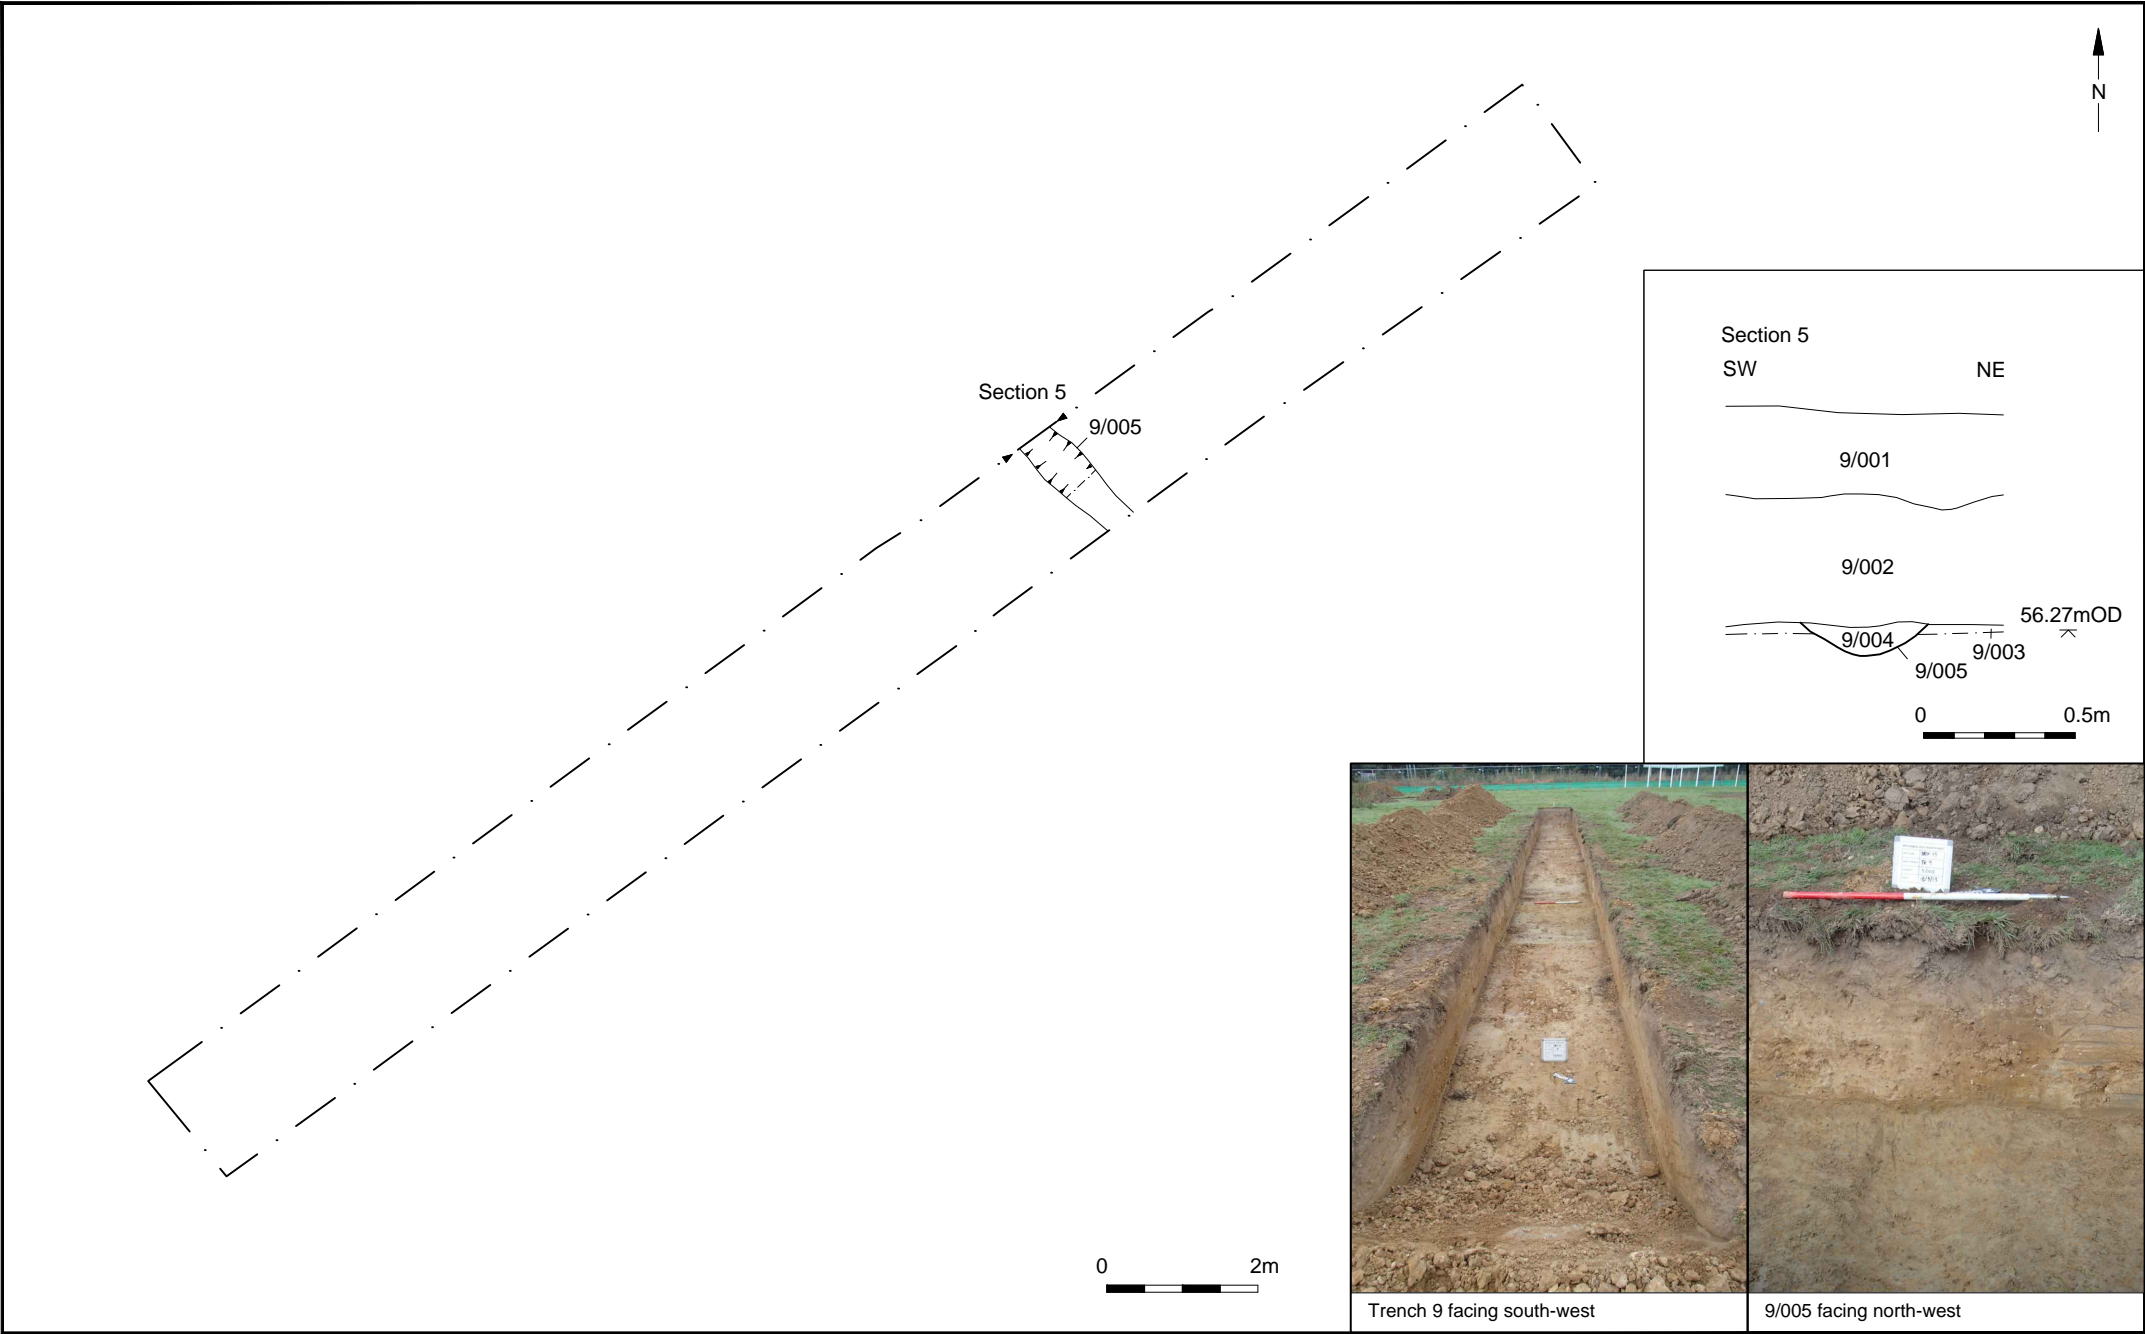 N
Section 5
9/005
Section 5
SW NE
9/001
9/002
56.27mOD
9/004
9/003
9/005
0 0.5m
0 2m
Trench 9 facing south-west
9/005 facing north-west